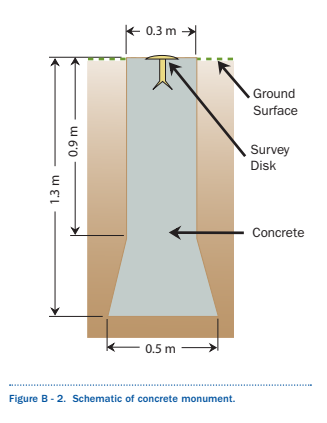 0.3 m
Ground
Surface
0.9 m
Survey
Disk
1.3 m
Concrete
0.5 m
Figure B - 2. Schematic of concrete monument.